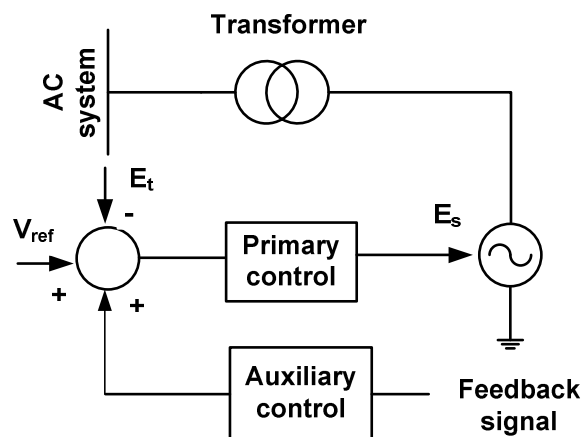 Transformer
AC
system
Et
-
Vref
+
+
Primary
control
Es
Auxiliary
control
Feedback
signal